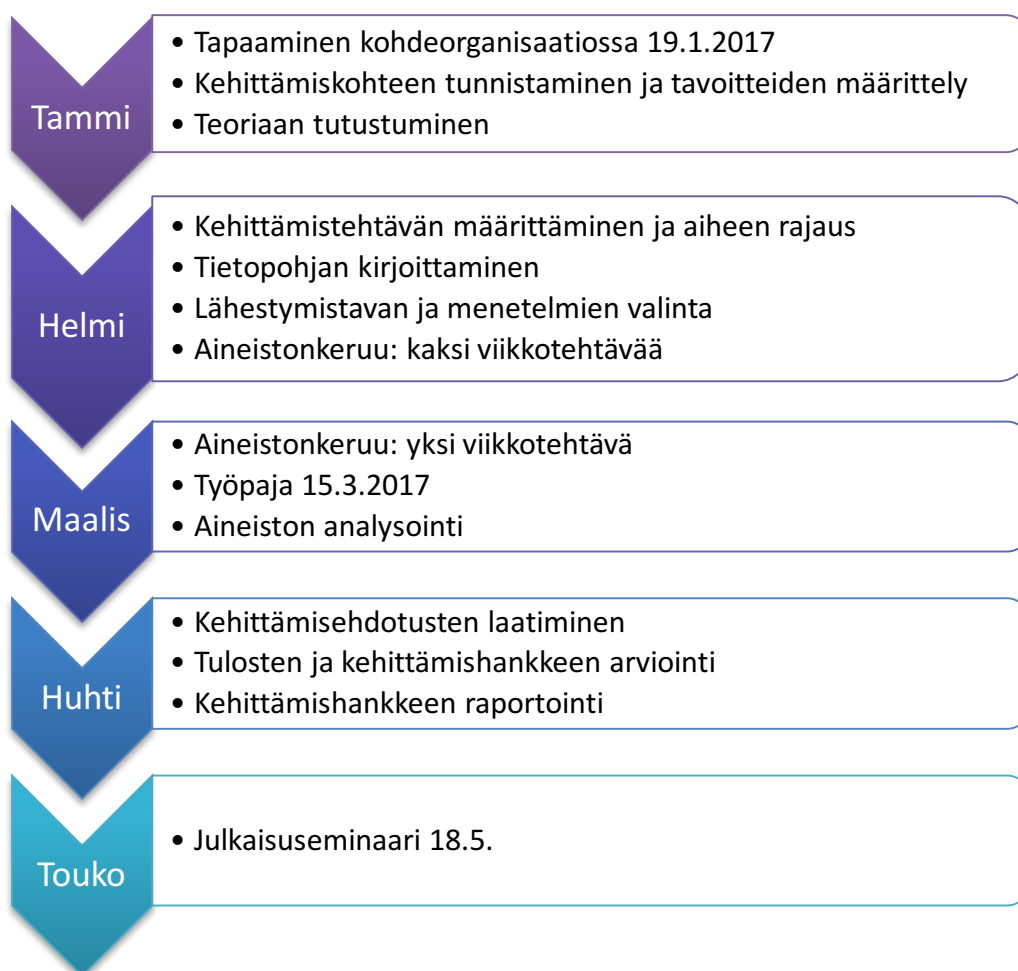 Tammi
• Tapaaminen kohdeorganisaatiossa 19.1.2017
• Kehittämiskohteen tunnistaminen ja tavoitteiden määrittely
• Teoriaan tutustuminen
Helmi
• Kehittämistehtävän määrittäminen ja aiheen rajaus
• Tietopohjan kirjoittaminen
• Lähestymistavan ja menetelmien valinta
• Aineistonkeruu: kaksi viikkotehtävää
Maalis
• Aineistonkeruu: yksi viikkotehtävä
• Työpaja 15.3.2017
• Aineiston analysointi
Huhti
• Kehittämisehdotusten laatiminen
• Tulosten ja kehittämishankkeen arviointi
• Kehittämishankkeen raportointi
Touko
• Julkaisuseminaari 18.5.